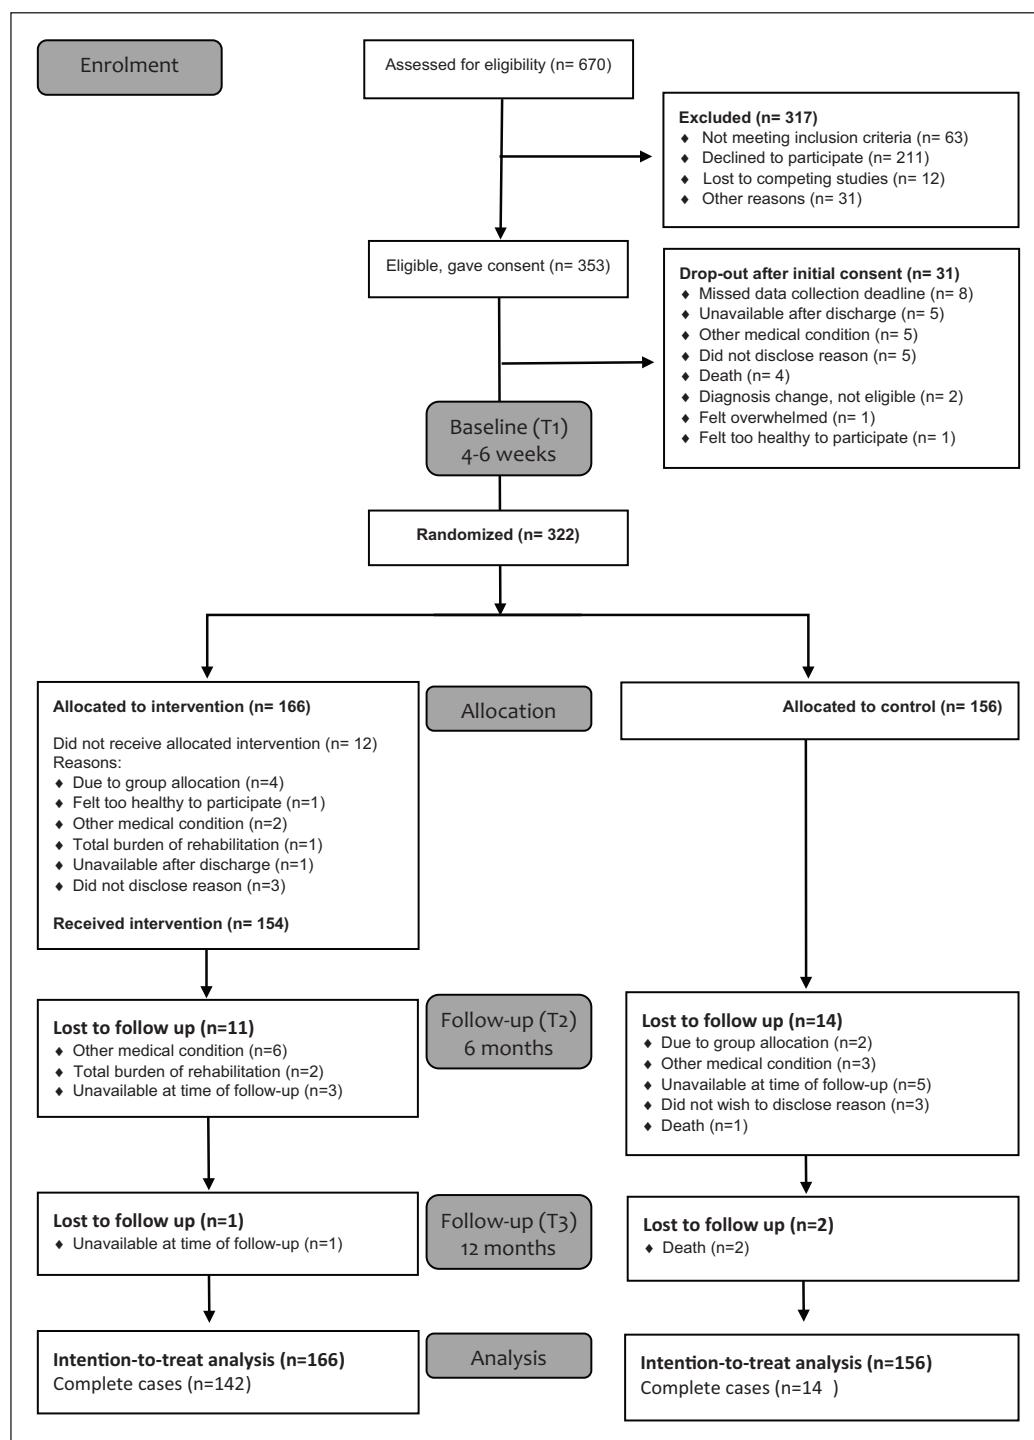 Enrolment
Assessed for eligibility (n= 670)
Excluded (n= 317)
♦ Not meeting inclusion criteria (n= 63)
♦ Declined to participate (n= 211)
♦ Lost to competing studies (n= 12)
♦ Other reasons (n= 31)
Eligible, gave consent (n= 353)
Drop-out after initial consent (n= 31)
♦ Missed data collection deadline (n= 8)
♦ Unavailable after discharge (n= 5)
♦ Other medical condition (n= 5)
♦ Did not disclose reason (n= 5)
♦ Death (n= 4)
♦ Diagnosis change, not eligible (n= 2)
♦ Felt overwhelmed (n= 1)
♦ Felt too healthy to participate (n= 1)
Baseline (T1)
4-6 weeks
Randomized (n= 322)
Allocated to intervention (n= 166)
Did not receive allocated intervention (n= 12)
Reasons:
♦ Due to group allocation (n=4)
♦ Felt too healthy to participate (n=1)
♦ Other medical condition (n=2)
♦ Total burden of rehabilitation (n=1)
♦ Unavailable after discharge (n=1)
♦ Did not disclose reason (n=3)
Received intervention (n= 154)
Allocation
Allocated to control (n= 156)
Lost to follow up (n=11)
♦ Other medical condition (n=6)
♦ Total burden of rehabilitation (n=2)
♦ Unavailable at time of follow-up (n=3)
Follow-up (T2)
6 months
Lost to follow up (n=14)
♦ Due to group allocation (n=2)
♦ Other medical condition (n=3)
♦ Unavailable at time of follow-up (n=5)
♦ Did not wish to disclose reason (n=3)
♦ Death (n=1)
Lost to follow up (n=1)
♦ Unavailable at time of follow-up (n=1)
Follow-up (T3)
12 months
Lost to follow up (n=2)
♦ Death (n=2)
Intention-to-treat analysis (n=166)
Complete cases (n=142)
Analysis
Intention-to-treat analysis (n=156)
Complete cases (n=14 )